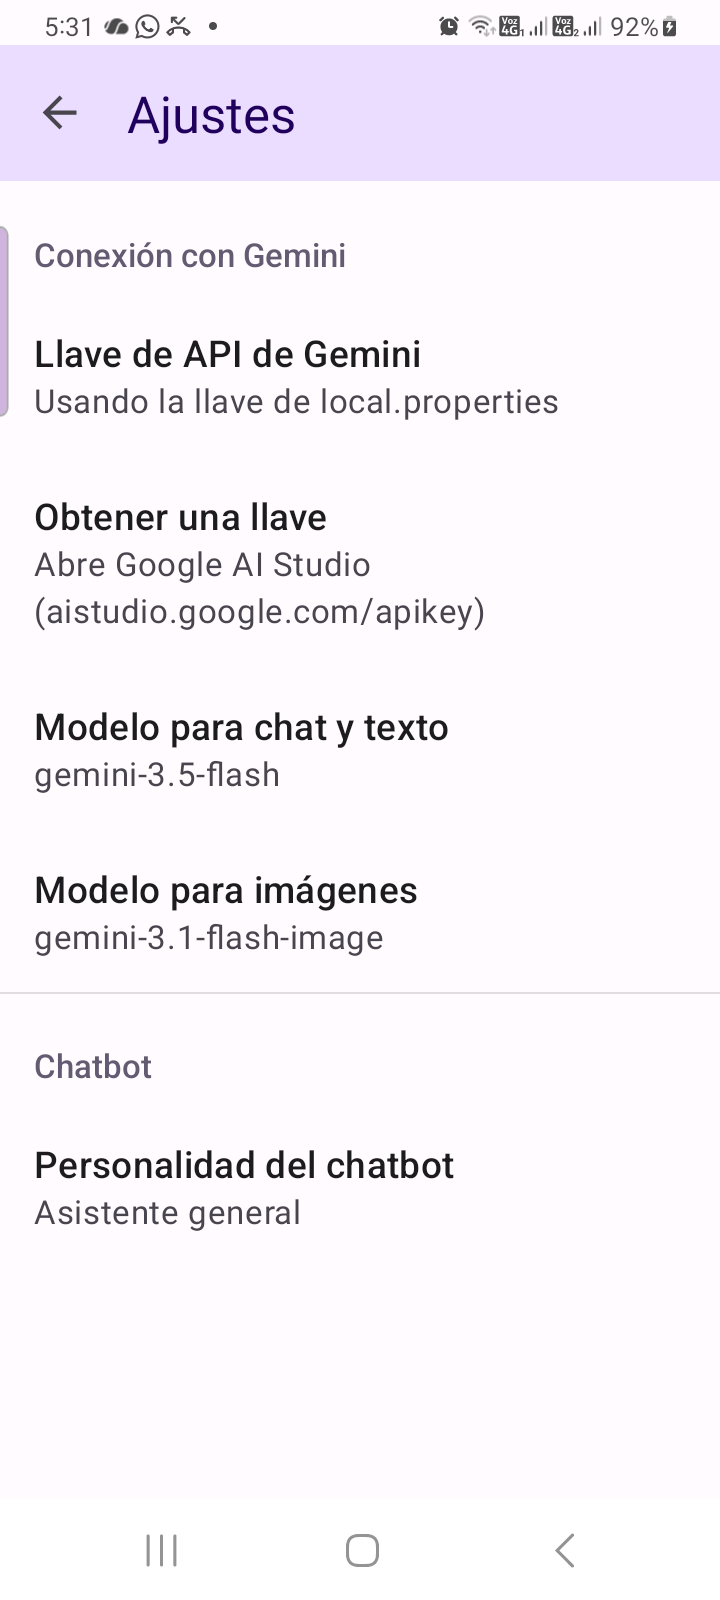 5:31
92%
Ajustes
Conexión con Gemini
Llave de API de Gemini
Usando la llave de local.properties
Obtener una llave
Abre Google AI Studio
(aistudio.google.com/apikey)
Modelo para chat y texto
gemini-3.5-flash
Modelo para imágenes
gemini-3.1-flash-image
Chatbot
Personalidad del chatbot
Asistente general